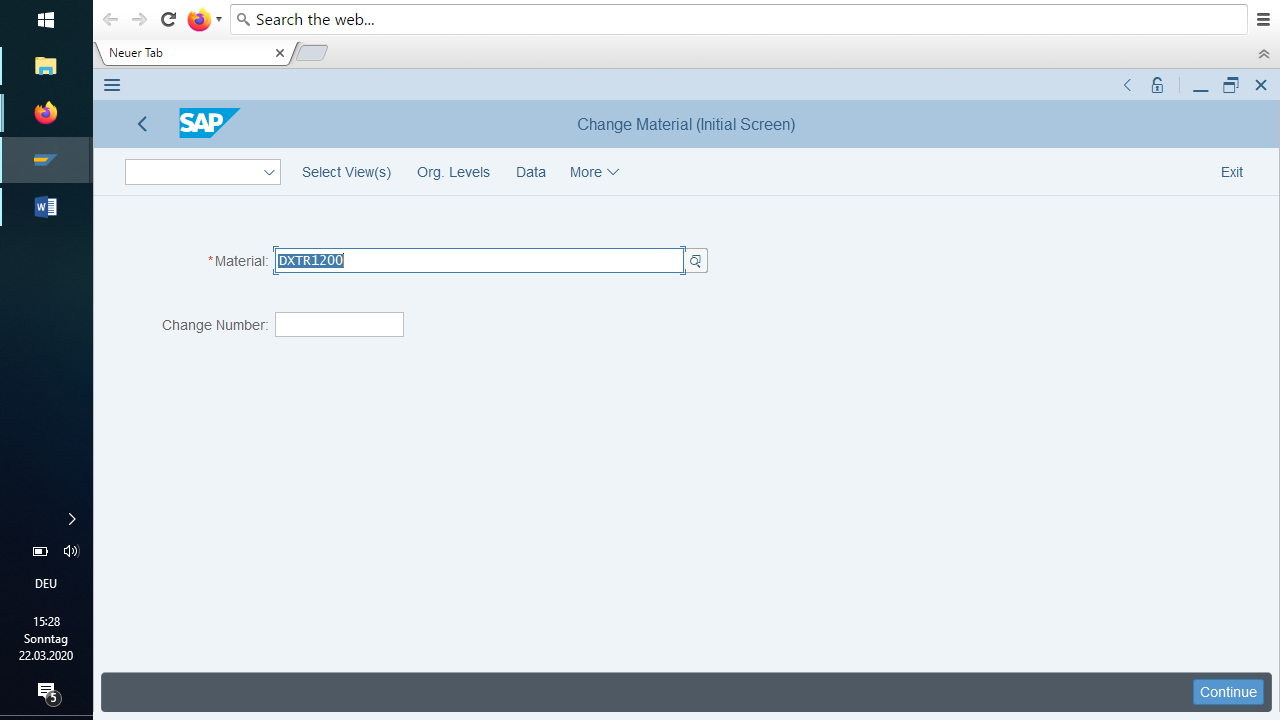 Search the web...
Neuer Tab
SAP
Change Material (Initial Screen)
Select View(s)
Org. Levels
Data
More
Exit
*Material:
DXTR1200
Change Number:
DEU
15:28
Sonntag
22.03.2020
5
Continue